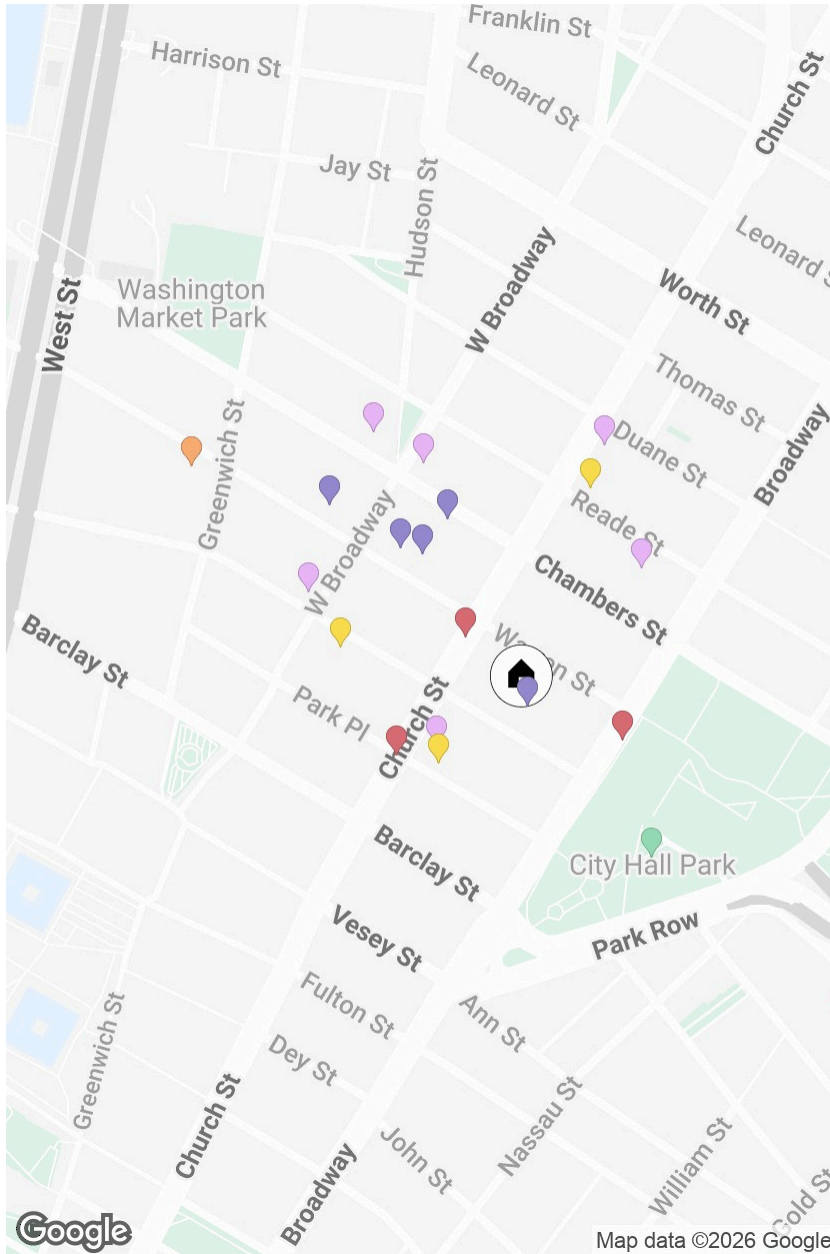 Franklin St
Harrison St
Leonard St
Church St
Jay St
Hudson St
Leonard S
W Broadway
Washington
Market Park
West St
Worth St
Thomas St
Greenwich St
Duane St
Broadway
W Broadway
Reade St
Chambers St
Barclay St
St
Park Pl
Church St
Barclay St
City Hall Park
Vesey St
Park Row
Fulton St
Ann St
Greenwich St
Dey St
Church St
Nassau St
John St
William St
Broadway
Gold St
Google
Map data ©2026 Google